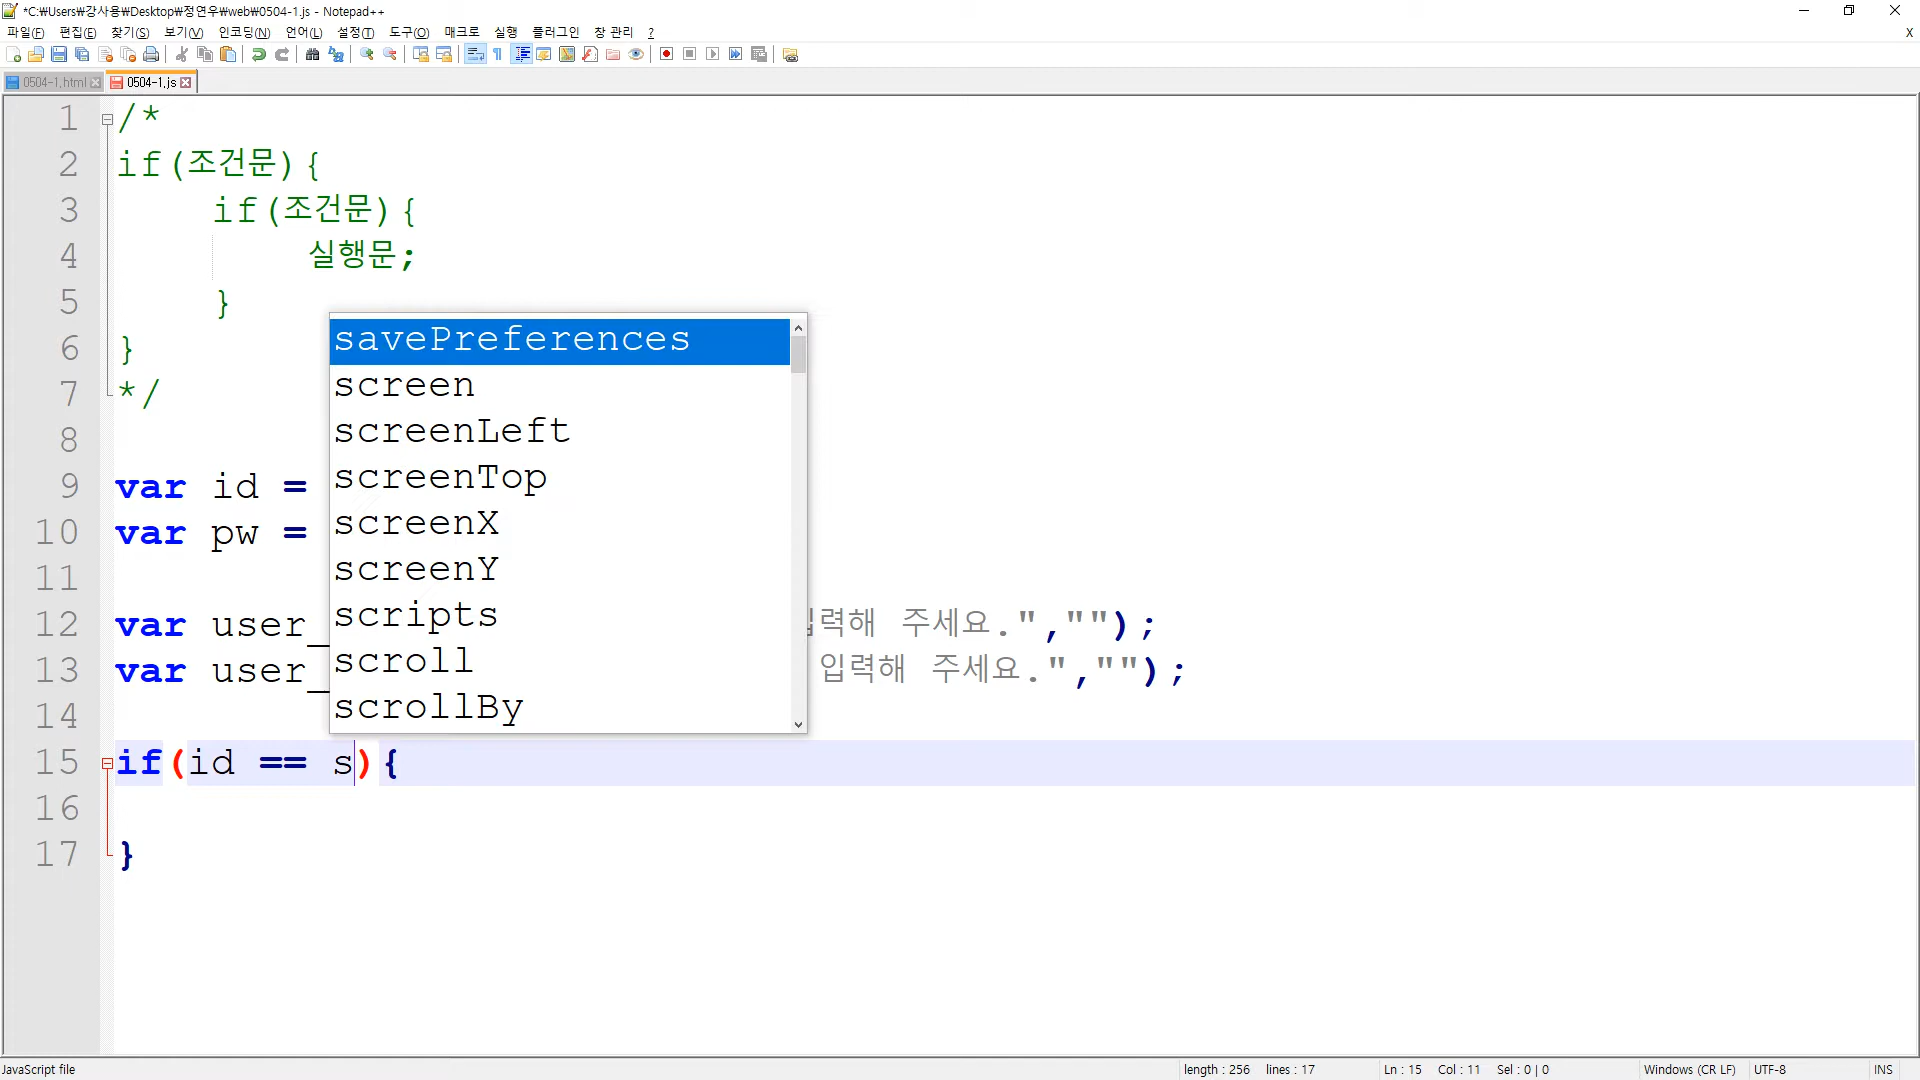 *C:₩Users₩강사용₩Desktop₩정연우₩web₩0504-1.js - Notepad++
파일(F) 편집(E) 찾기(S) 보기(V) 인코딩(N) 언어(L) 설정(T) 도구(O) 매크로 실행 플러그인 창 관리 ? X
0504-1.html 0504-1.js
1 /*
2 if(조건문){
3 if(조건문){
4 실행문;
5 }
6 }
7 */
8
9 var id =
10 var pw =
11
12 var user_ 력해 주세요.","");
13 var user_ 입력해 주세요.","");
14
15 if(id == s){
16
17 }
savePreferences
screen
screenLeft
screenTop
screenX
screenY
scripts
scroll
scrollBy
JavaScript file length : 256 lines : 17 Ln : 15 Col : 11 Sel : 0 | 0 Windows (CR LF) UTF-8 INS